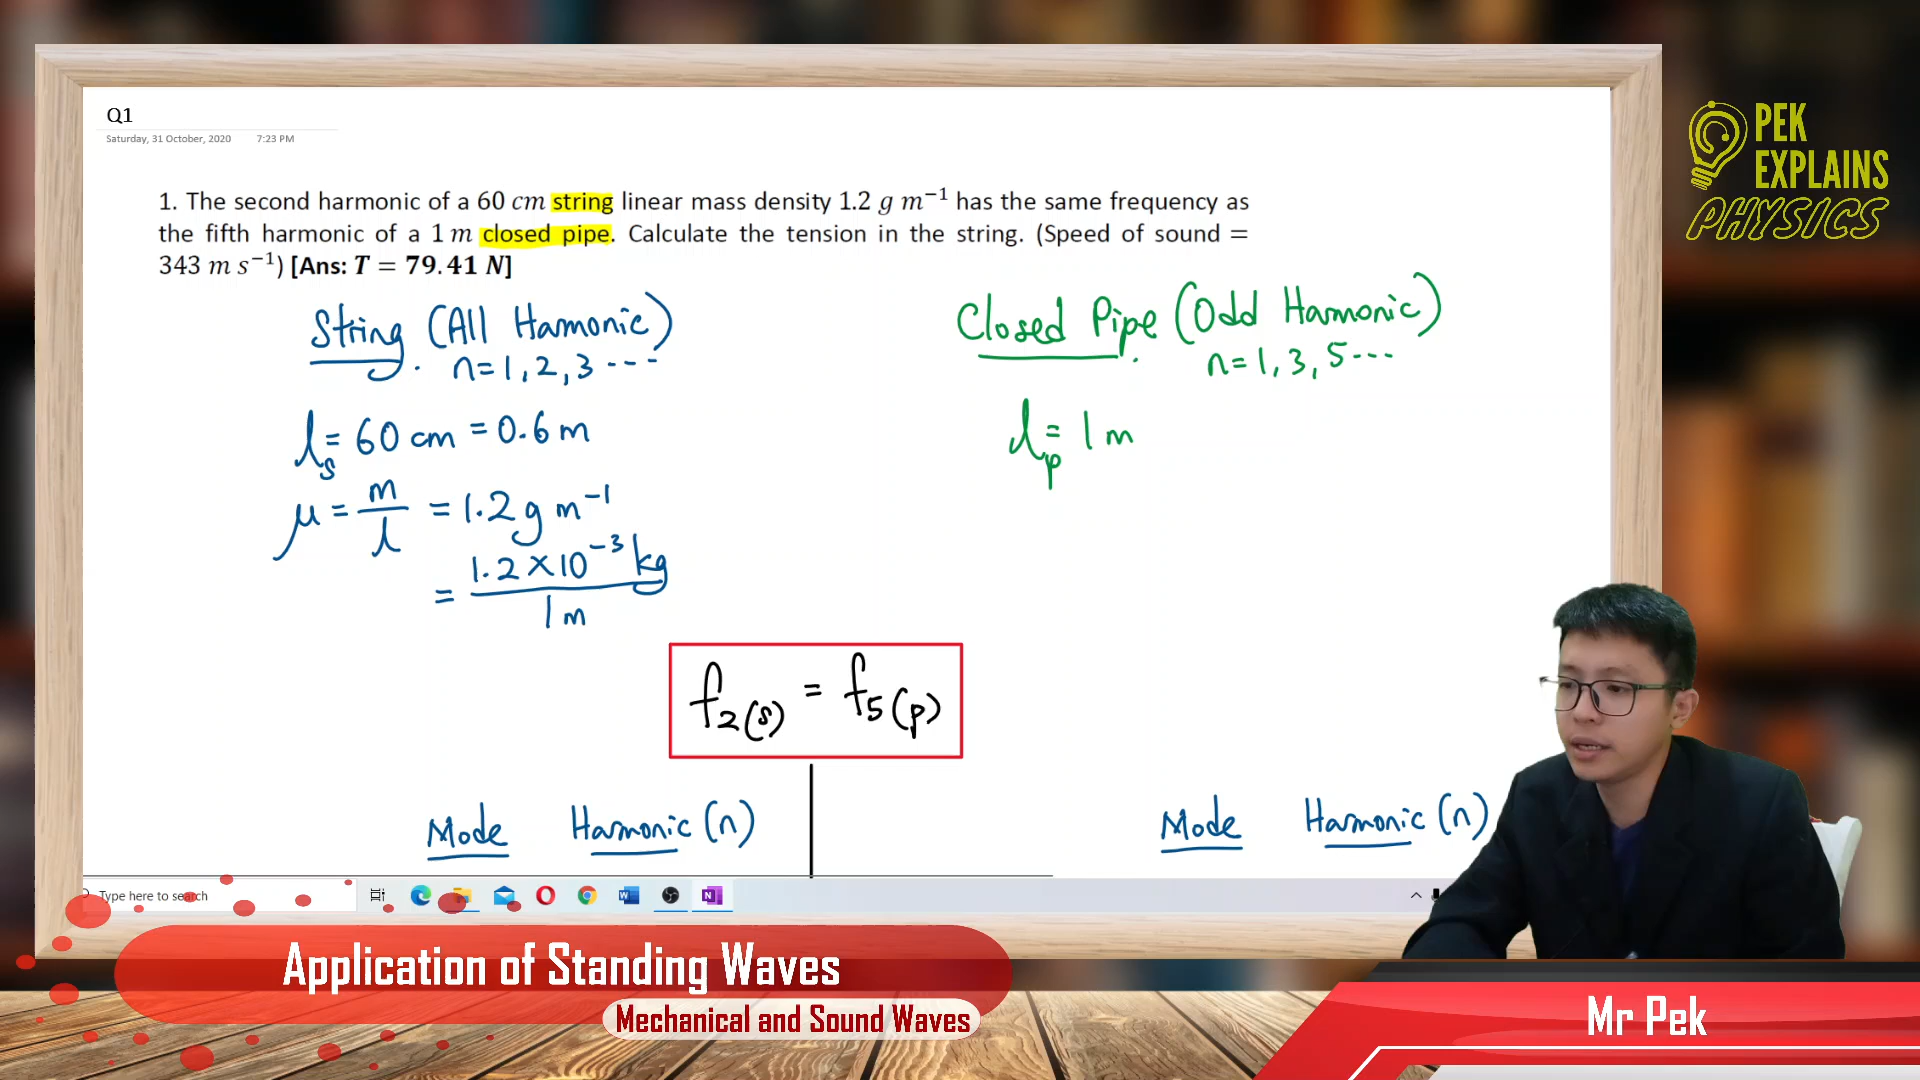 Q1
Saturday, 31 October, 2020 7:23 PM
1. The second harmonic of a 60 cm string linear mass density 1.2 g m⁻¹ has the same frequency as
the fifth harmonic of a 1 m closed pipe. Calculate the tension in the string. (Speed of sound =
343 m s⁻¹) [Ans: T = 79.41 N]
String (All Harmonic)
n=1,2,3 ---
l_s = 60 cm = 0.6 m
μ = m/l = 1.2 g m⁻¹
= 1.2 × 10⁻³ kg / 1 m
Closed Pipe (Odd Harmonic)
n=1,3,5---
l_p = 1 m
f_2(s) = f_5(p)
Mode Harmonic (n)
Mode Harmonic (n)
Type here to search
PEK
EXPLAINS
PHYSICS
Application of Standing Waves
Mechanical and Sound Waves
Mr Pek